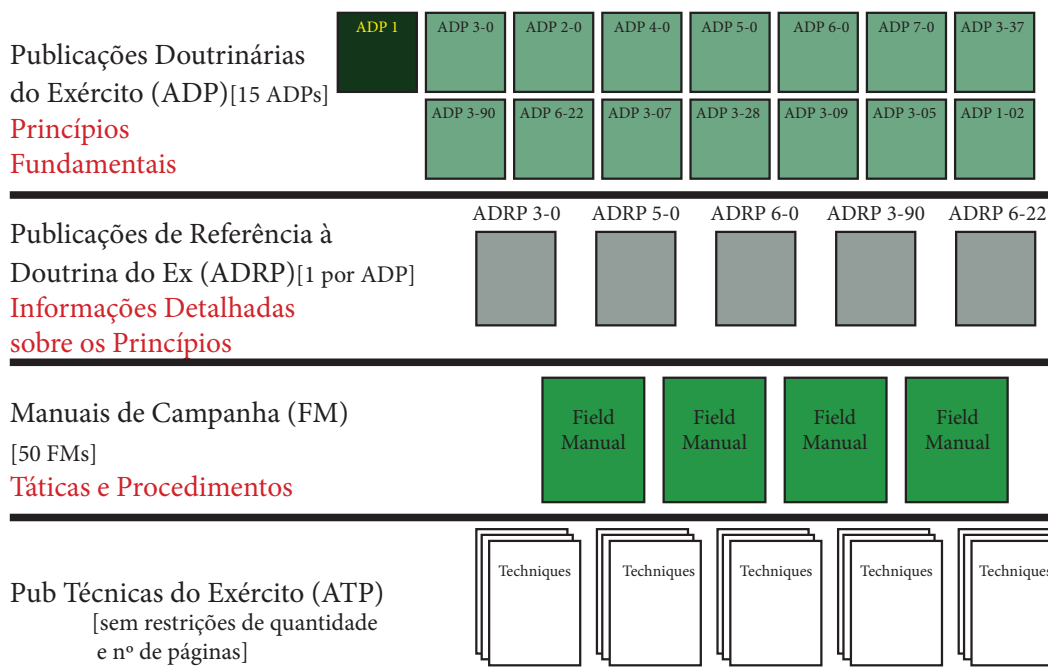 Publicações Doutrinárias
do Exército (ADP)[15 ADPs]
Princípios
Fundamentais
ADP 1 ADP 3-0 ADP 2-0 ADP 4-0 ADP 5-0 ADP 6-0 ADP 7-0 ADP 3-37
ADP 3-90 ADP 6-22 ADP 3-07 ADP 3-28 ADP 3-09 ADP 3-05 ADP 1-02
Publicações de Referência à
Doutrina do Ex (ADRP)[1 por ADP]
Informações Detalhadas
sobre os Princípios
ADRP 3-0 ADRP 5-0 ADRP 6-0 ADRP 3-90 ADRP 6-22
Manuais de Campanha (FM)
[50 FMs]
Táticas e Procedimentos
Field Field Field Field
Manual Manual Manual Manual
Pub Técnicas do Exército (ATP)
[sem restrições de quantidade
e nº de páginas]
Techniques Techniques Techniques Techniques Techniques